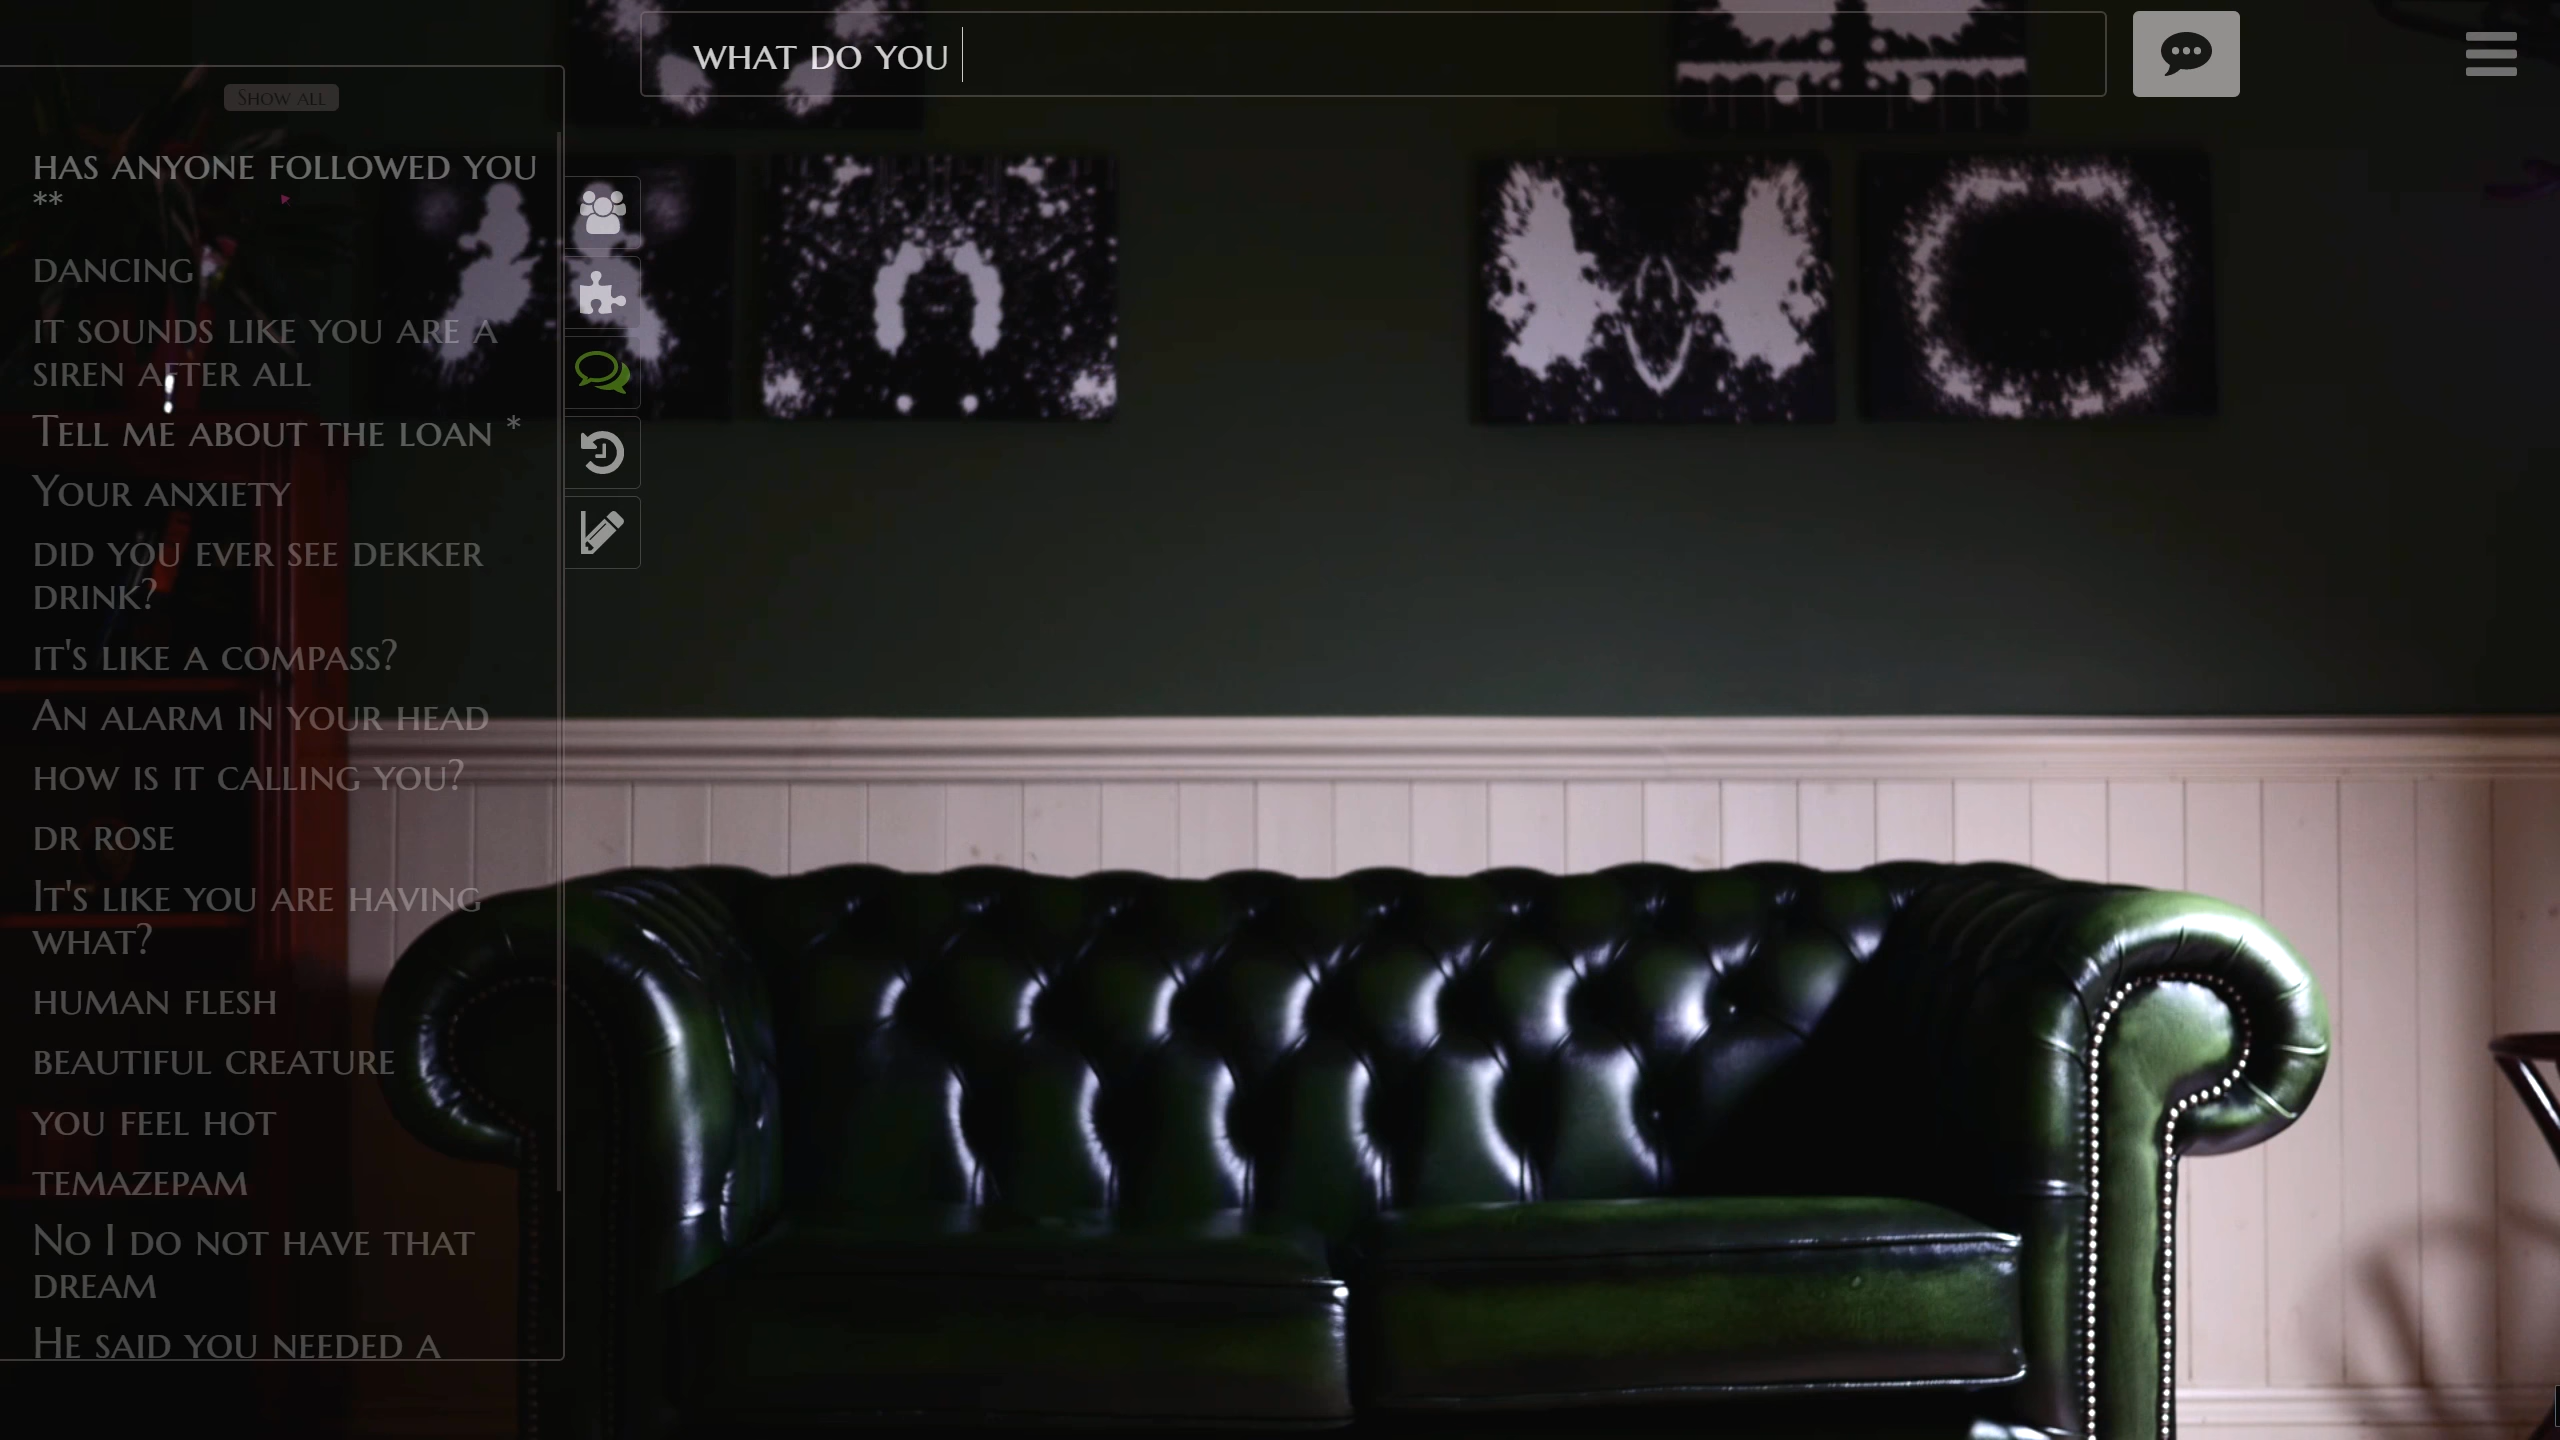 WHAT DO YOU
SHOW ALL
HAS ANYONE FOLLOWED YOU
**
DANCING
IT SOUNDS LIKE YOU ARE A
SIREN AFTER ALL
TELL ME ABOUT THE LOAN *
YOUR ANXIETY
DID YOU EVER SEE DEKKER
DRINK?
IT'S LIKE A COMPASS?
AN ALARM IN YOUR HEAD
HOW IS IT CALLING YOU?
DR ROSE
IT'S LIKE YOU ARE HAVING
WHAT?
HUMAN FLESH
BEAUTIFUL CREATURE
YOU FEEL HOT
TEMAZEPAM
NO I DO NOT HAVE THAT
DREAM
HE SAID YOU NEEDED A